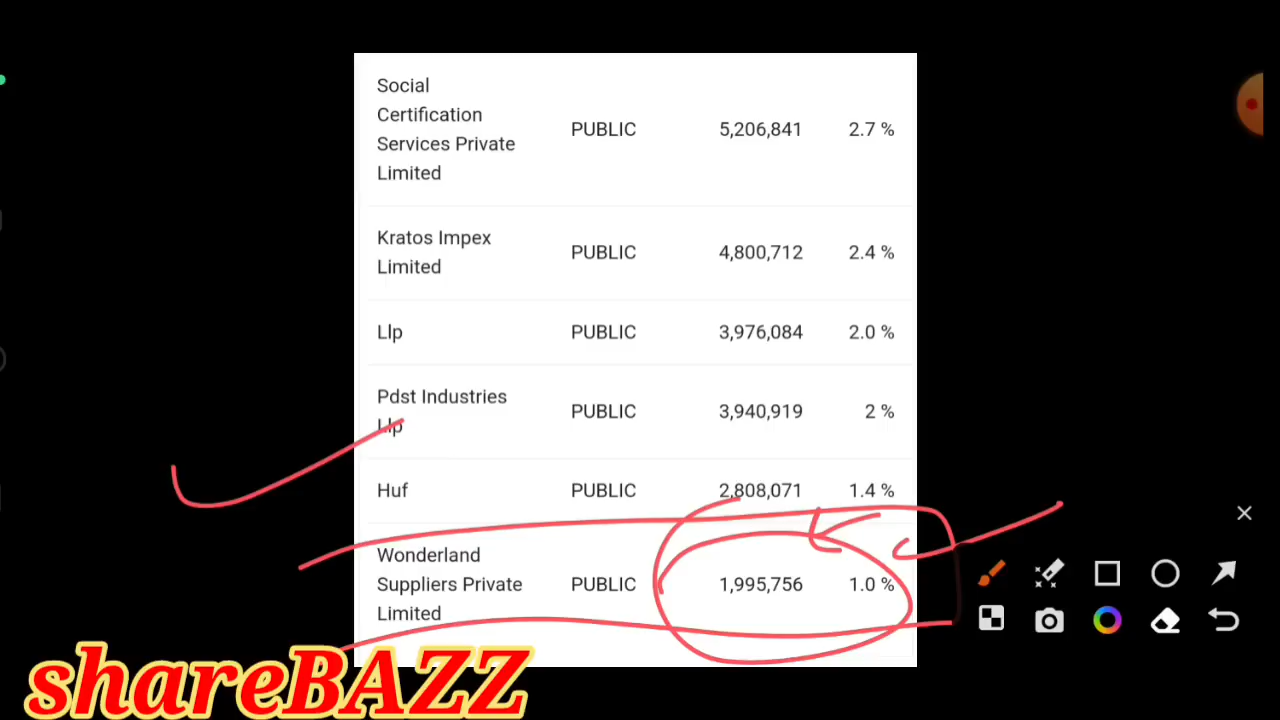 Social
Certification
Services Private
Limited
PUBLIC 5,206,841 2.7 %
Kratos Impex
Limited
PUBLIC 4,800,712 2.4 %
Llp PUBLIC 3,976,084 2.0 %
Pdst Industries
Llp
PUBLIC 3,940,919 2 %
Huf PUBLIC 2,808,071 1.4 %
Wonderland
Suppliers Private
Limited
PUBLIC 1,995,756 1.0 %
shareBAZZ